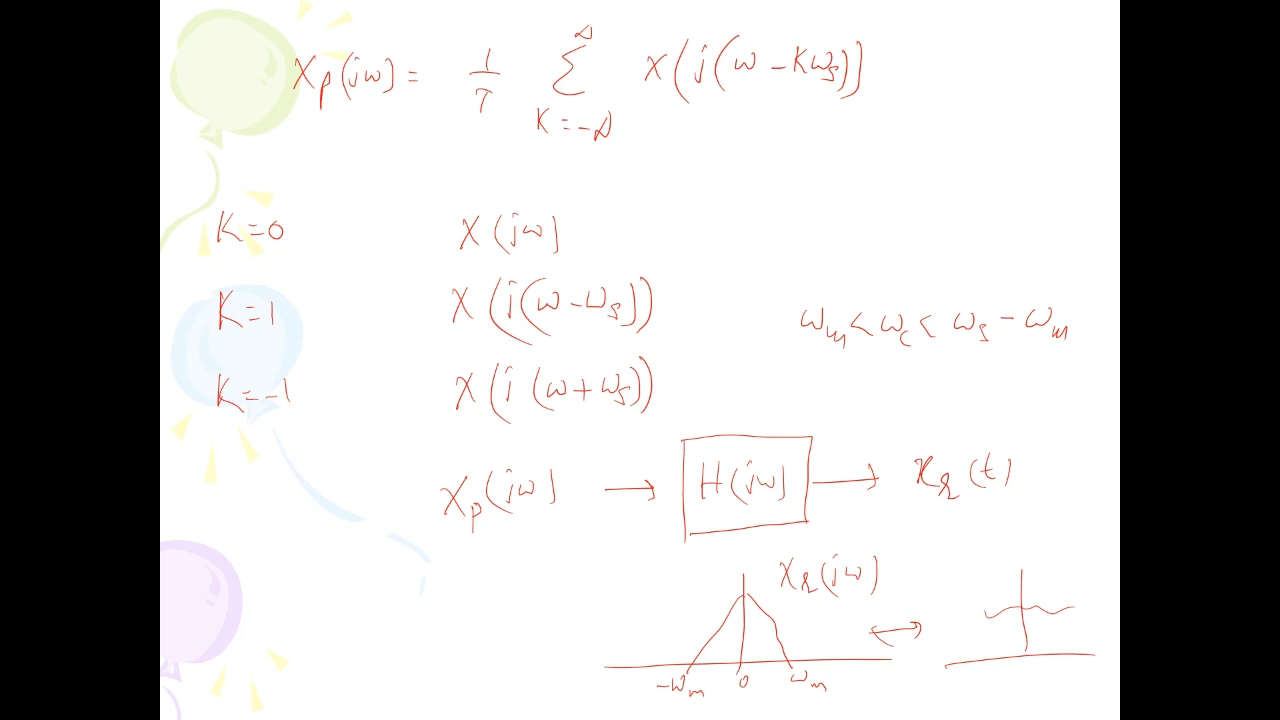 Xp(jω) = 1/T ∑ K=-∞ ^∞ X(j(ω - Kωs))
K=0 X(jω)
K=1 X(j(ω-ωs))
ωm < ωc < ωs - ωm
K=-1 X(j(ω+ωs))
Xp(jω) → H(jω) → xr(t)
Xr(jω)
↔
-ωm 0 ωm